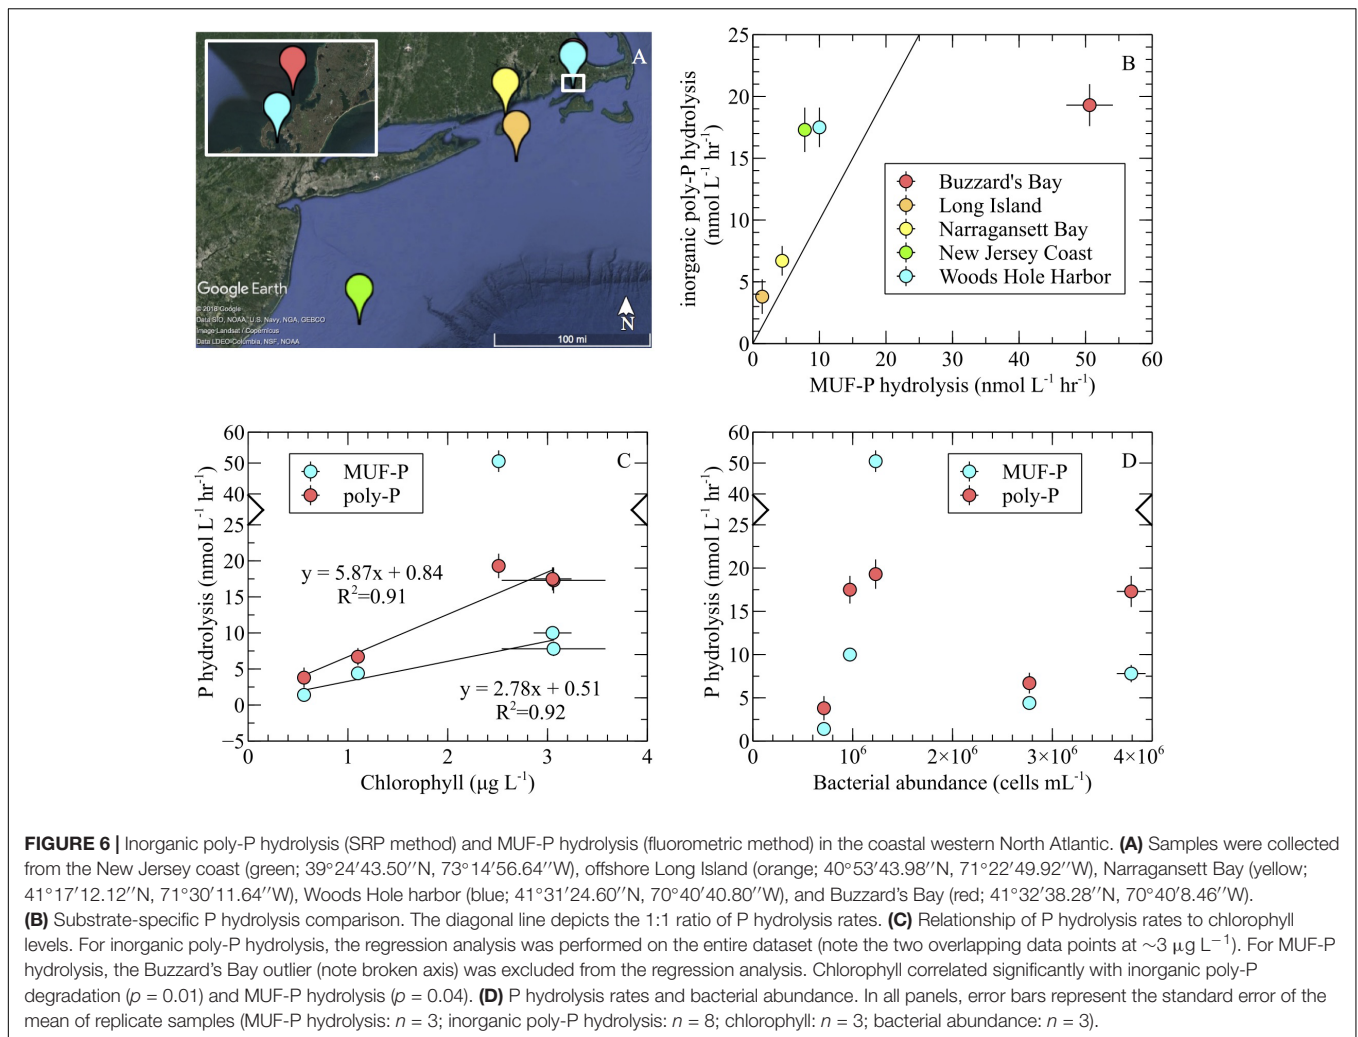 A
Google Earth
© 2018 Google
Data SIO, NOAA, U.S. Navy, NGA, GEBCO
Image Landsat / Copernicus
Data LDEO-Columbia, NSF, NOAA
N
100 mi
B
25
20
15
10
5
0
inorganic poly-P hydrolysis
(nmol L⁻¹ hr⁻¹)
Buzzard's Bay
Long Island
Narragansett Bay
New Jersey Coast
Woods Hole Harbor
0 10 20 30 40 50 60
MUF-P hydrolysis (nmol L⁻¹ hr⁻¹)
C
60
50
40
25
20
15
10
5
0
−5
P hydrolysis (nmol L⁻¹ hr⁻¹)
MUF-P
poly-P
y = 5.87x + 0.84
R²=0.91
y = 2.78x + 0.51
R²=0.92
0 1 2 3 4
Chlorophyll (μg L⁻¹)
D
60
50
40
25
20
15
10
5
0
P hydrolysis (nmol L⁻¹ hr⁻¹)
MUF-P
poly-P
0 10⁶ 2×10⁶ 3×10⁶ 4×10⁶
Bacterial abundance (cells mL⁻¹)
FIGURE 6 | Inorganic poly-P hydrolysis (SRP method) and MUF-P hydrolysis (fluorometric method) in the coastal western North Atlantic. (A) Samples were collected
from the New Jersey coast (green; 39°24′43.50′′N, 73°14′56.64′′W), offshore Long Island (orange; 40°53′43.98′′N, 71°22′49.92′′W), Narragansett Bay (yellow;
41°17′12.12′′N, 71°30′11.64′′W), Woods Hole harbor (blue; 41°31′24.60′′N, 70°40′40.80′′W), and Buzzard's Bay (red; 41°32′38.28′′N, 70°40′8.46′′W).
(B) Substrate-specific P hydrolysis comparison. The diagonal line depicts the 1:1 ratio of P hydrolysis rates. (C) Relationship of P hydrolysis rates to chlorophyll
levels. For inorganic poly-P hydrolysis, the regression analysis was performed on the entire dataset (note the two overlapping data points at ∼3 μg L⁻¹). For MUF-P
hydrolysis, the Buzzard's Bay outlier (note broken axis) was excluded from the regression analysis. Chlorophyll correlated significantly with inorganic poly-P
degradation (p = 0.01) and MUF-P hydrolysis (p = 0.04). (D) P hydrolysis rates and bacterial abundance. In all panels, error bars represent the standard error of the
mean of replicate samples (MUF-P hydrolysis: n = 3; inorganic poly-P hydrolysis: n = 8; chlorophyll: n = 3; bacterial abundance: n = 3).